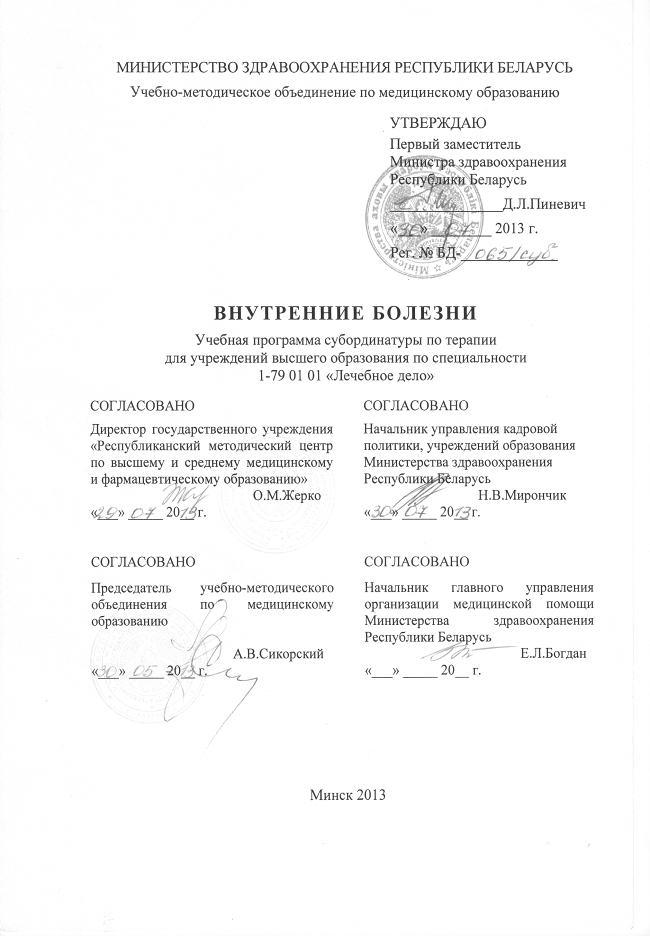 МИНИСТЕРСТВО ЗДРАВООХРАНЕНИЯ РЕСПУБЛИКИ БЕЛАРУСЬ
Учебно-методическое объединение по медицинскому образованию
УТВЕРЖДАЮ
Первый заместитель
Министра здравоохранения
Республики Беларусь
Д.Л.Пиневич
«30» 07 2013 г.
Рег. № БД-065/суб.
ВНУТРЕННИЕ БОЛЕЗНИ
Учебная программа субординатуры по терапии
для учреждений высшего образования по специальности
1-79 01 01 «Лечебное дело»
СОГЛАСОВАНО
Директор государственного учреждения
«Республиканский методический центр
по высшему и среднему медицинскому
и фармацевтическому образованию»
О.М.Жерко
«29» 07 2013г.
СОГЛАСОВАНО
Начальник управления кадровой
политики, учреждений образования
Министерства здравоохранения
Республики Беларусь
Н.В.Мирончик
«30» 07 2013г.
СОГЛАСОВАНО
Председатель учебно-методического
объединения по медицинскому
образованию
А.В.Сикорский
«30» 05 2013 г.
СОГЛАСОВАНО
Начальник главного управления
организации медицинской помощи
Министерства здравоохранения
Республики Беларусь
Е.Л.Богдан
«___» _____ 20__ г.
Минск 2013